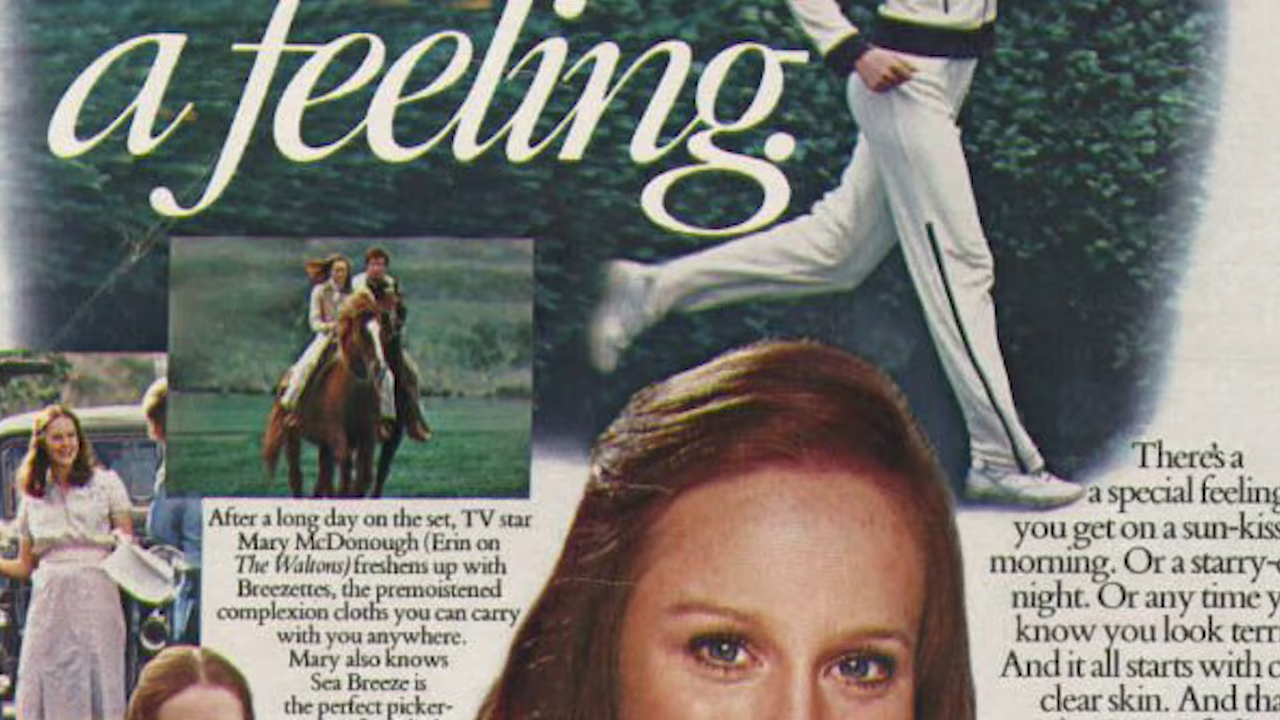 a feeling.
After a long day on the set, TV star
Mary McDonough (Erin on
The Waltons) freshens up with
Breezettes, the premoistened
complexion cloths you can carry
with you anywhere.
Mary also knows
Sea Breeze is
the perfect picker-
There's a
a special feeling
you get on a sun-kiss
morning. Or a starry-
night. Or any time y
know you look terr
And it all starts with c
clear skin. And tha